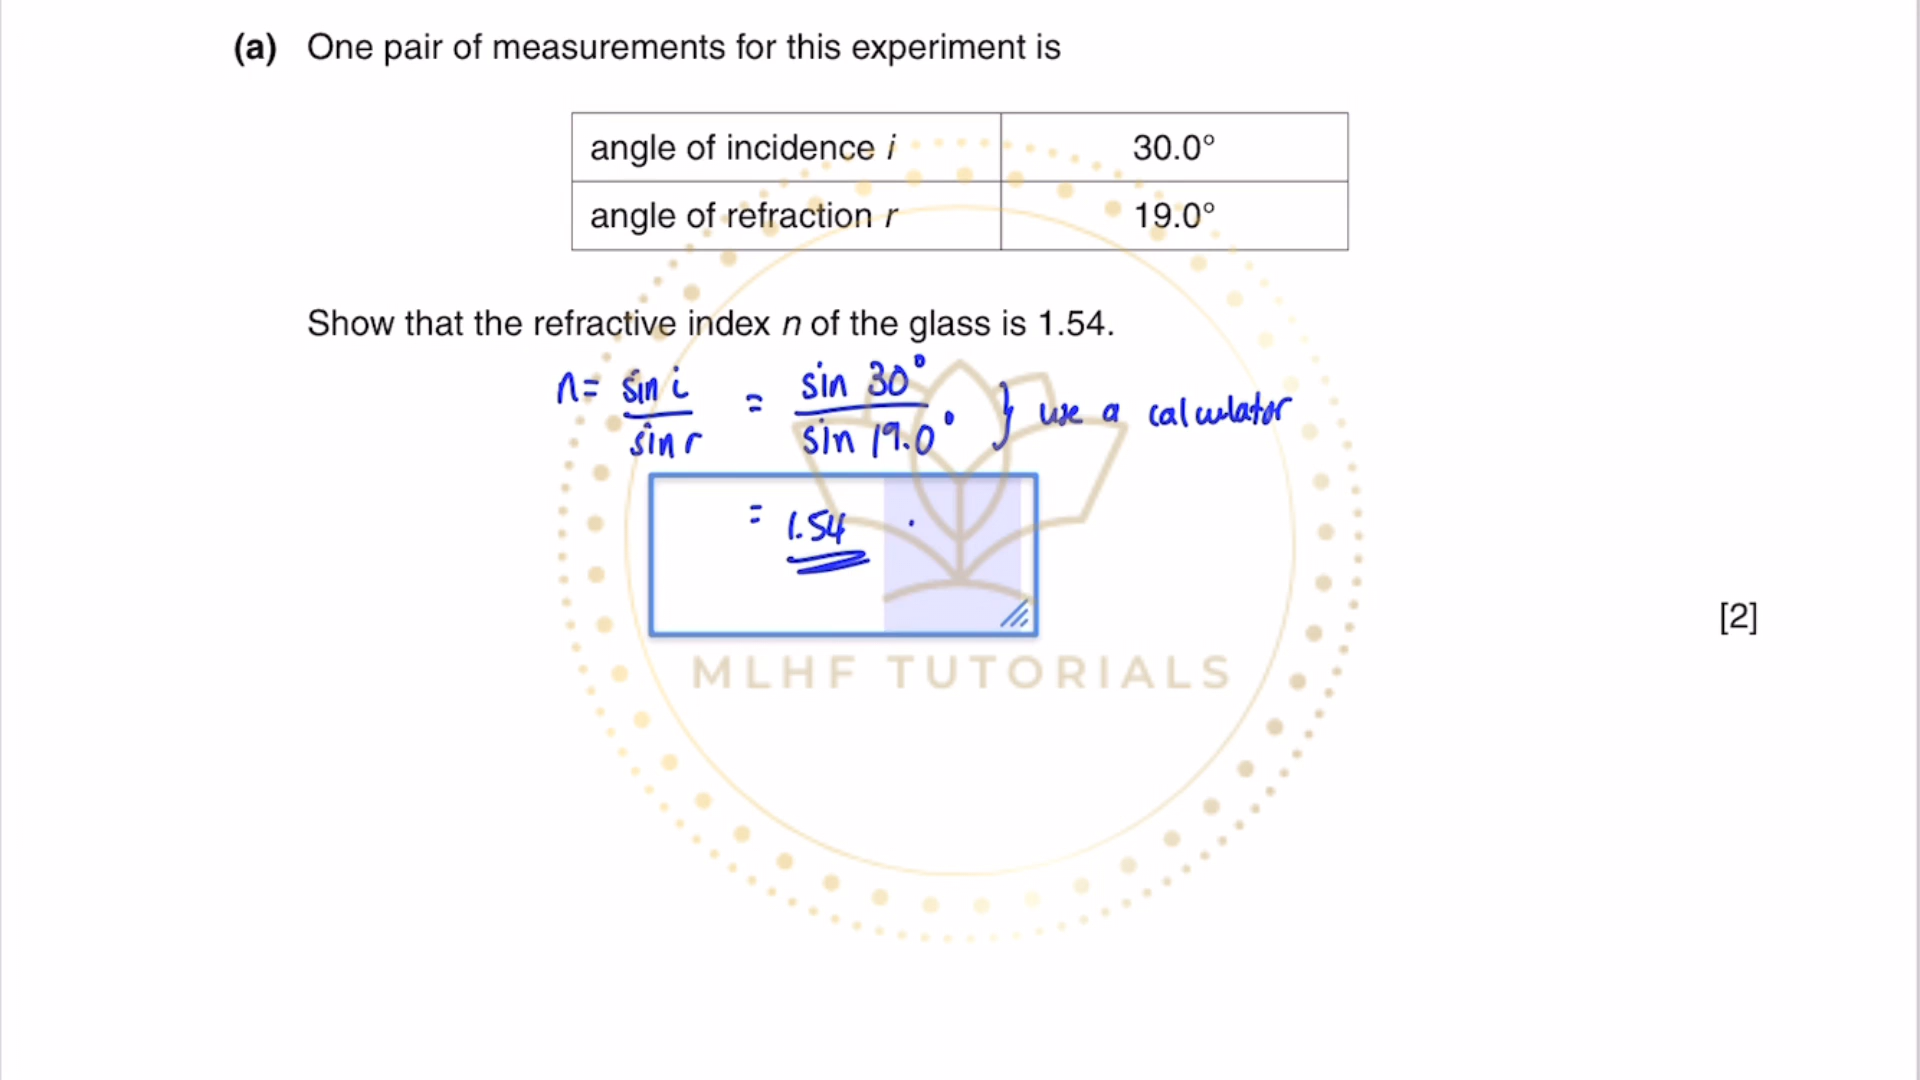 (a) One pair of measurements for this experiment is
angle of incidence i 30.0°
angle of refraction r 19.0°
Show that the refractive index n of the glass is 1.54.
n = sin i / sin r = sin 30° / sin 19.0° } use a calculator
= 1.54
[2]
MLHF TUTORIALS